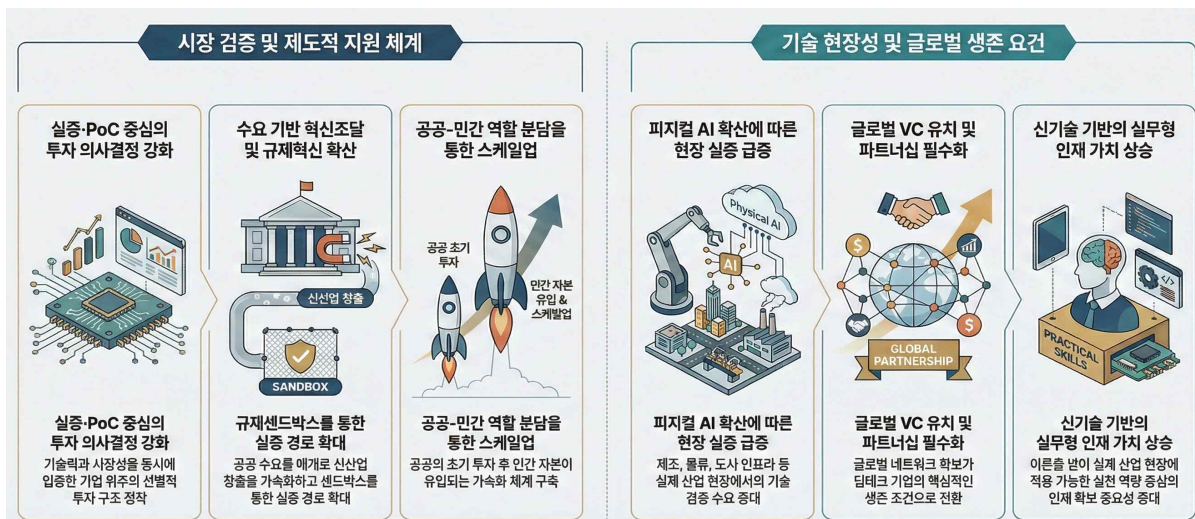 시장 검증 및 제도적 지원 체계
실증·PoC 중심의
투자 의사결정 강화
수요 기반 혁신조달
및 규제혁신 확산
신선업 창출
SANDBOX
공공-민간 역할 분담을
통한 스케일업
공공 초기
투자
민간 자본
유입 &
스케발업
실증·PoC 중심의
투자 의사결정 강화
기술력과 시장성을 동시에
입증한 기업 위주의 선별적
투자 구조 정착
규제센드박스를 통한
실증 경로 확대
공공 수요를 매개로 신산업
창출을 가속화하고 센드박스를
통한 실증 경로 확대
공공-민간 역할 분담을
통한 스케일업
공공의 초기 투자 후 인간 자본이
유입되는 가속화 체계 구축
기술 현장성 및 글로벌 생존 요건
피지컬 AI 확산에 따른
현장 실증 급증
Physical AI
AI
글로벌 VC 유치 및
파트너십 필수화
$
$
GLOBAL
PARTNERSHIP
신기술 기반의 실무형
인재 가치 상승
</>
PRACTICAL
SKILLS
피지컬 AI 확산에 따른
현장 실증 급증
제조, 몰류, 도사 인프라 등
실제 산업 현장에서의 기술
검증 수요 증대
글로벌 VC 유치 및
파트너십 필수화
글로벌 네트워크 확보가
딥테크 기업의 핵심적인
생존 조건으로 전환
신기술 기반의
실무형 인재 가치 상승
이른을 받이 실계 산업 현장에
적용 가능한 실천 역량 중심의
인재 확보 중요성 증대